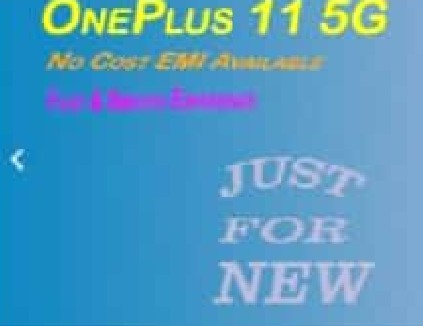 OnePlus 11 5G
No Cost EMI Available
JUST
FOR
NEW